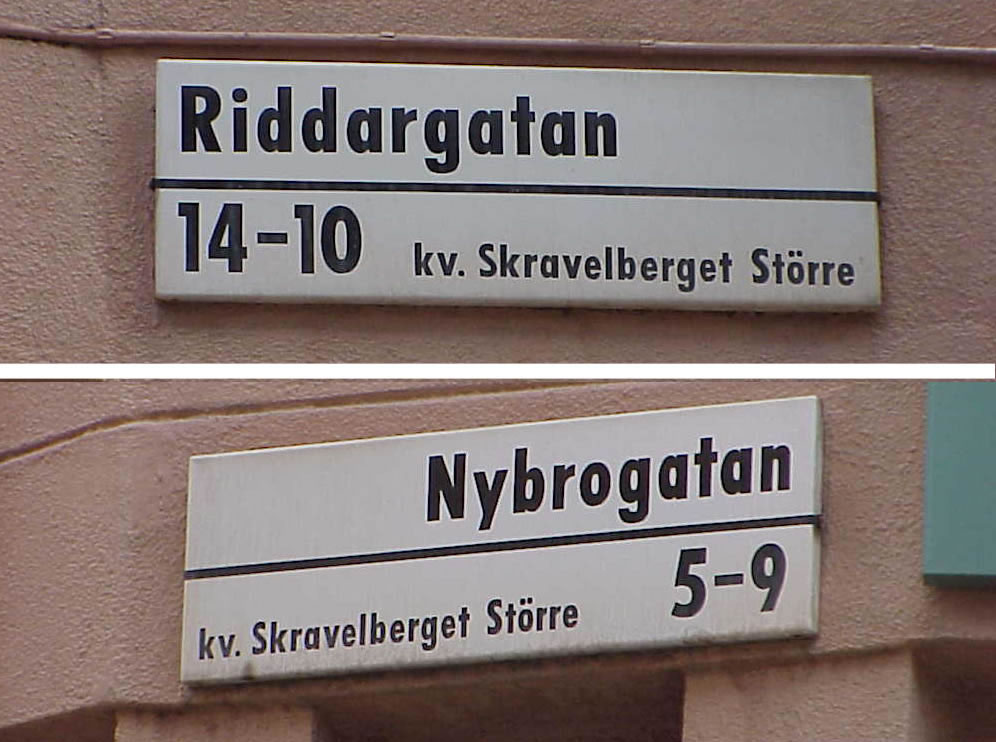 Riddargatan
14-10 kv. Skravelberget Större
Nybrogatan
5-9
kv. Skravelberget Större